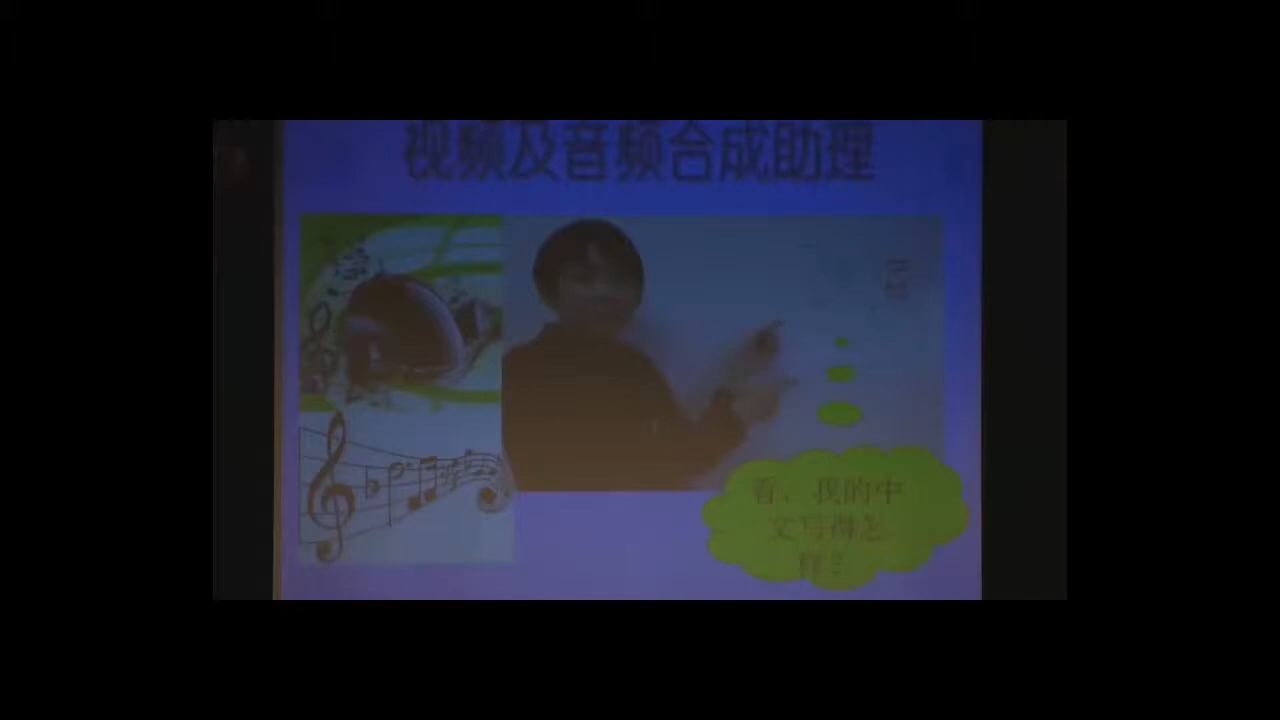 视频及音频合成助理
看，我的中
文写得怎
样？